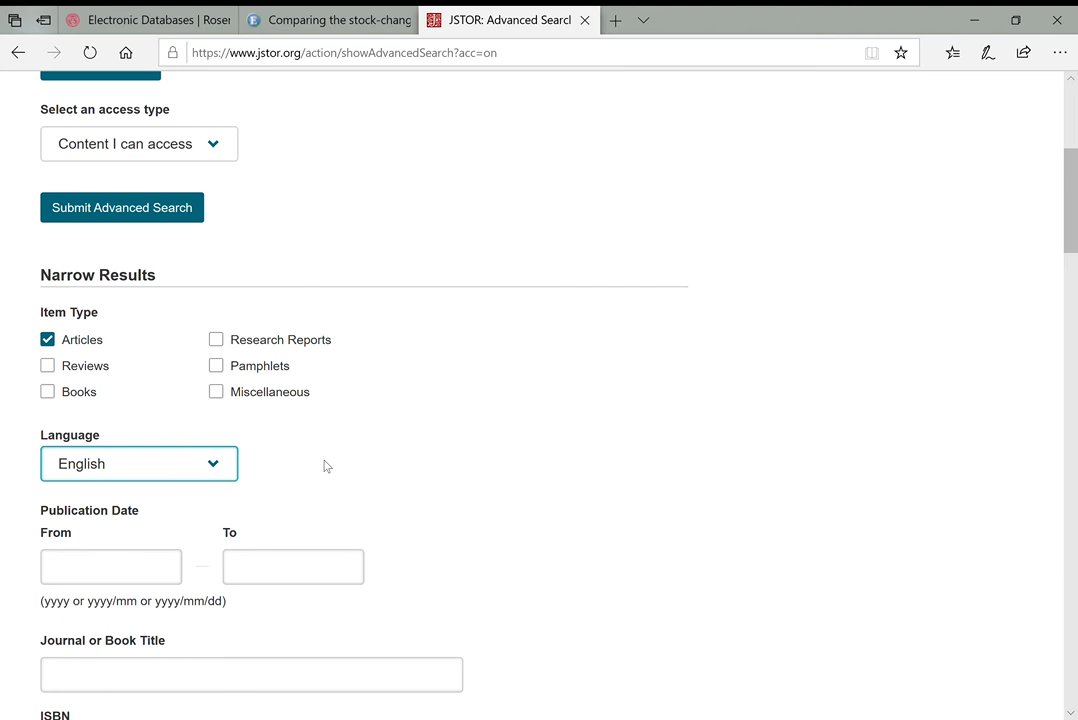 Electronic Databases | Roser
Comparing the stock-chang
JSTOR: Advanced Search
https://www.jstor.org/action/showAdvancedSearch?acc=on
Select an access type
Content I can access
Submit Advanced Search
Narrow Results
Item Type
Articles
Research Reports
Reviews
Pamphlets
Books
Miscellaneous
Language
English
Publication Date
From
To
(yyyy or yyyy/mm or yyyy/mm/dd)
Journal or Book Title
ISBN